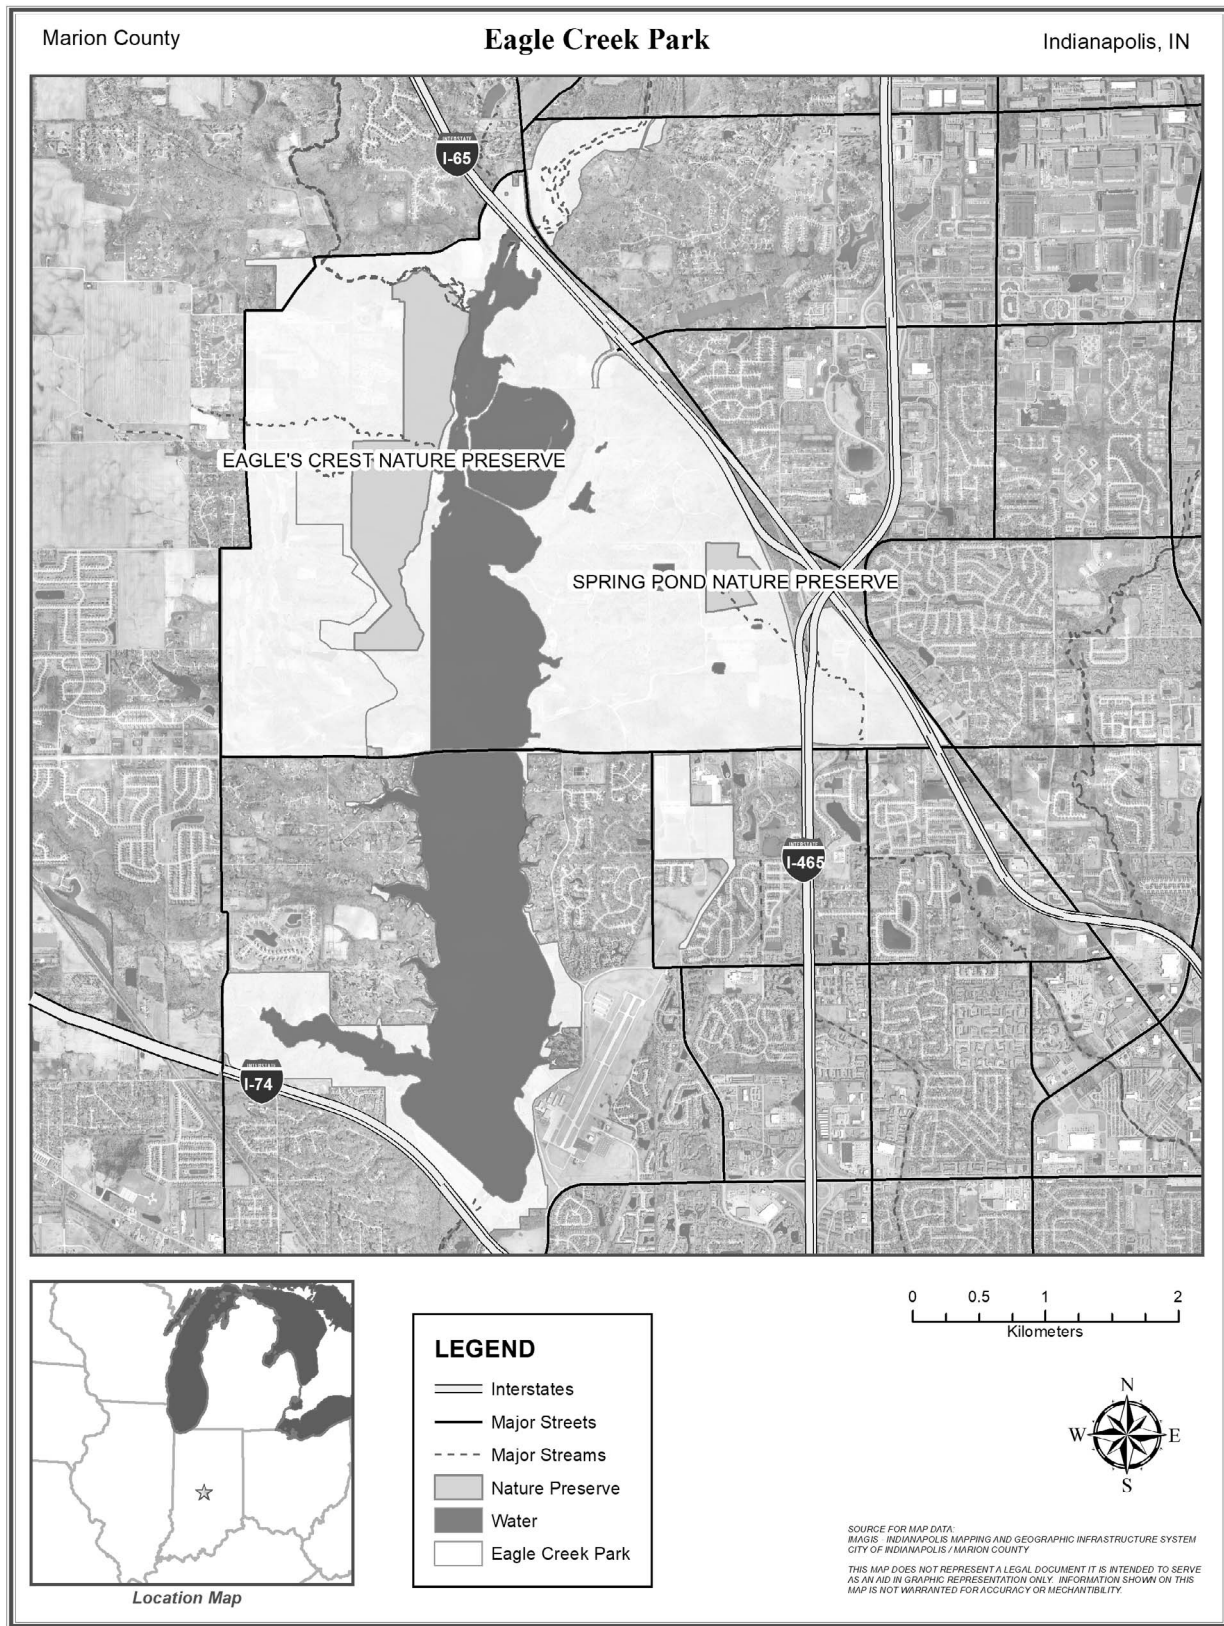 Marion County
Eagle Creek Park
Indianapolis, IN
INTERSTATE
I-65
EAGLE'S CREST NATURE PRESERVE
SPRING POND NATURE PRESERVE
INTERSTATE
I-465
INTERSTATE
I-74
Location Map
LEGEND
Interstates
Major Streets
Major Streams
Nature Preserve
Water
Eagle Creek Park
0 0.5 1 2
Kilometers
N
W E
S
SOURCE FOR MAP DATA:
IMAGIS - INDIANAPOLIS MAPPING AND GEOGRAPHIC INFRASTRUCTURE SYSTEM
CITY OF INDIANAPOLIS / MARION COUNTY
THIS MAP DOES NOT REPRESENT A LEGAL DOCUMENT IT IS INTENDED TO SERVE
AS AN AID IN GRAPHIC REPRESENTATION ONLY. INFORMATION SHOWN ON THIS
MAP IS NOT WARRANTED FOR ACCURACY OR MECHANTIBILITY.